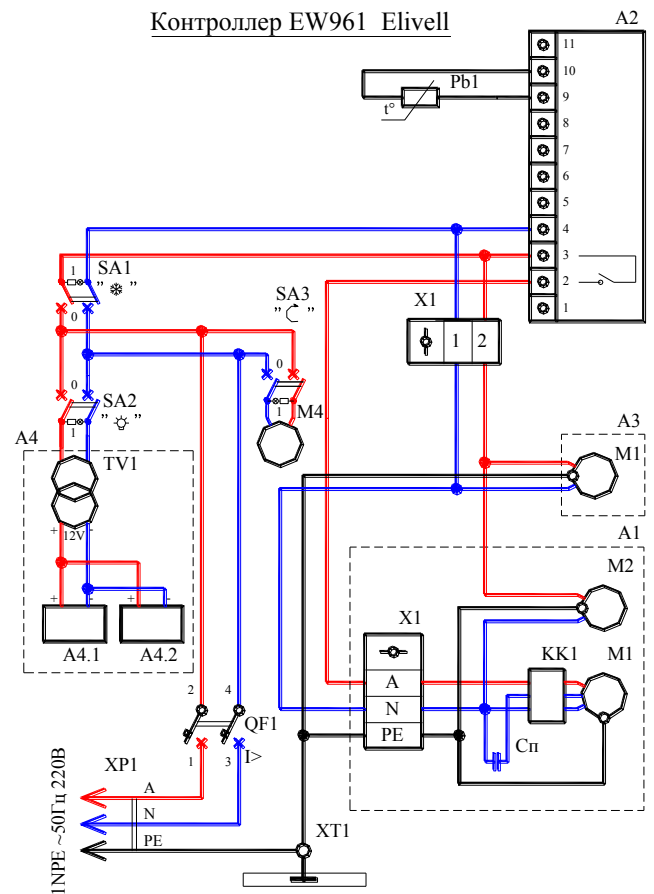 Контроллер EW961 Elivell
A2
11
10
9
8
7
6
5
4
3
2
1
Pb1
t°
SA1
1
" ❄ "
0
SA3
" "
X1
1 2
0
0
SA2
1
" "
1
M4
A4
TV1
12V
+ -
+ -
+ -
A4.1
A4.2
A3
M1
A1
M2
X1
KK1
M1
A
N
PE
Сп
2
4
QF1
1
3
I>
XP1
A
N
PE
1NPE ~50Гц 220В
XT1